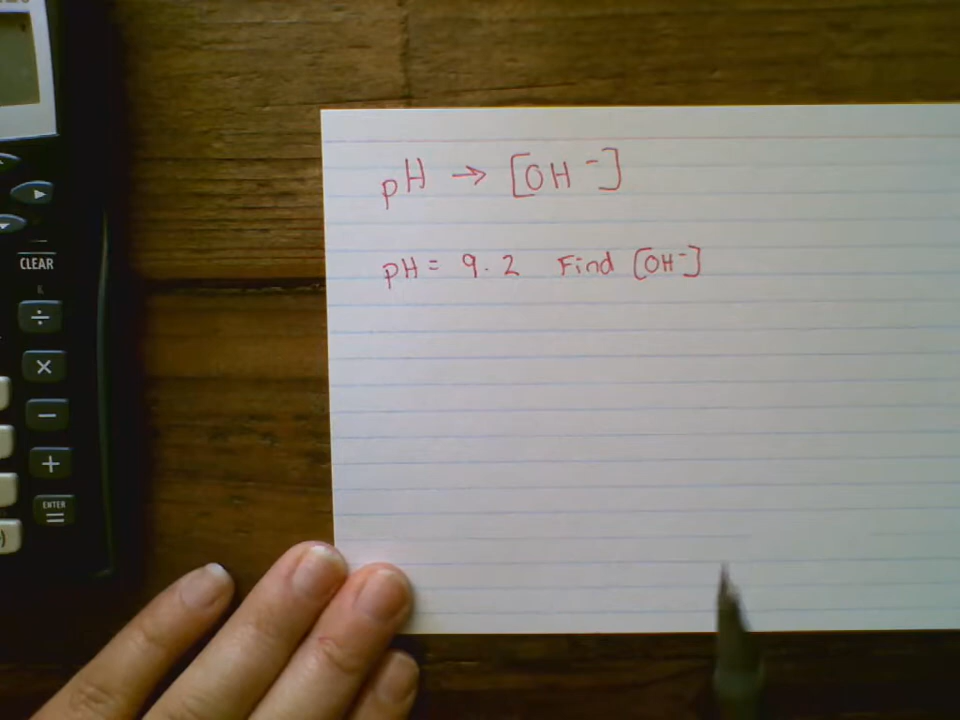 pH → [OH⁻]
pH = 9.2 Find [OH⁻]
CLEAR
÷
×
−
+
ENTER
=
)